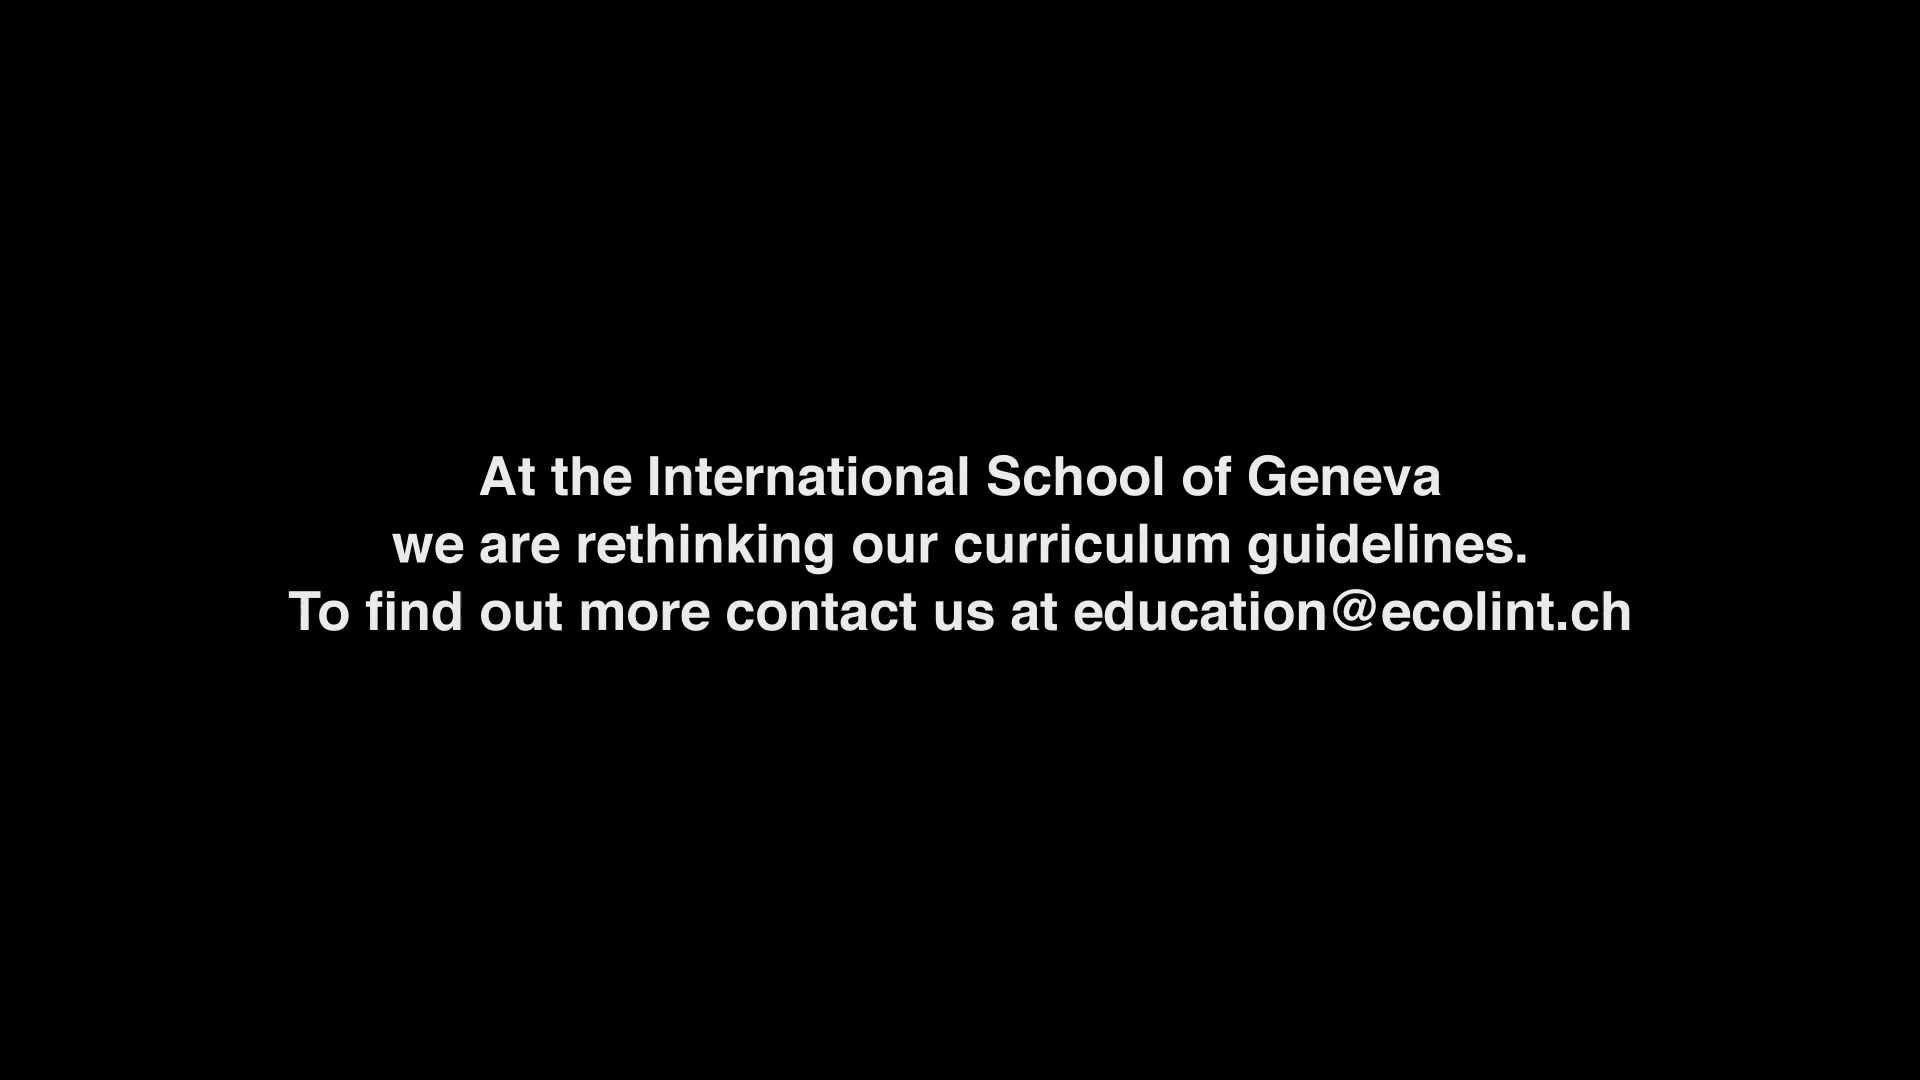 At the International School of Geneva
we are rethinking our curriculum guidelines.
To find out more contact us at education@ecolint.ch